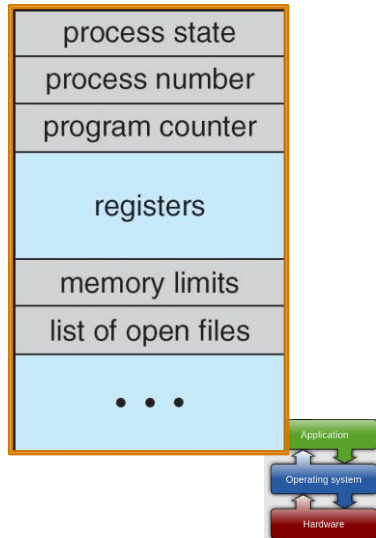 process state
process number
program counter
registers
memory limits
list of open files
• • •
Application
Operating system
Hardware